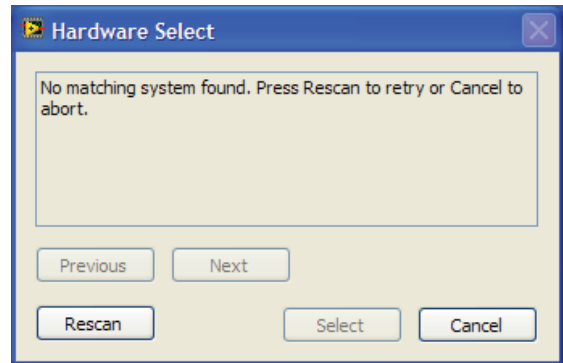 Hardware Select
No matching system found. Press Rescan to retry or Cancel to
abort.
Previous Next
Rescan Select Cancel